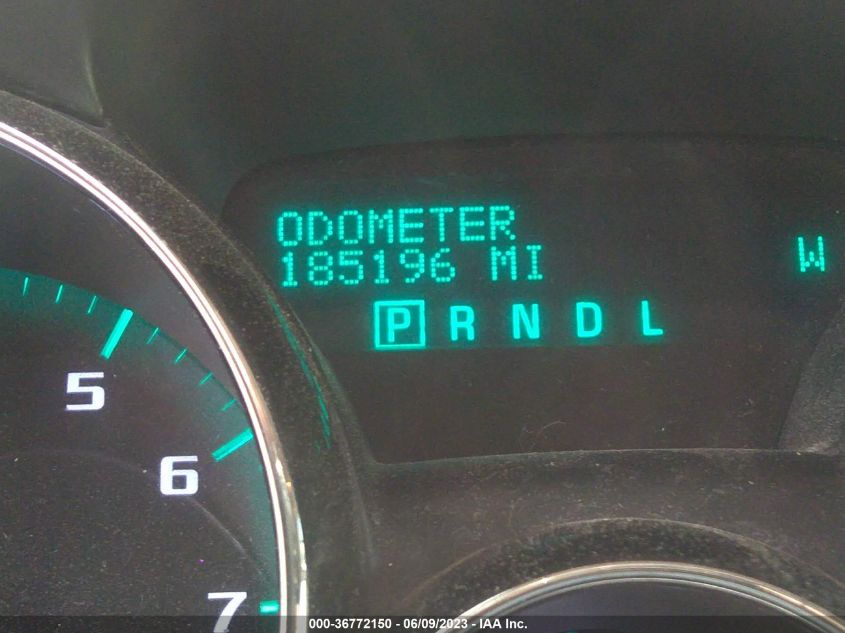 ODOMETER
185196 MI
W
P R N D L
5
6
7
000-36772150 - 06/09/2023 - IAA Inc.